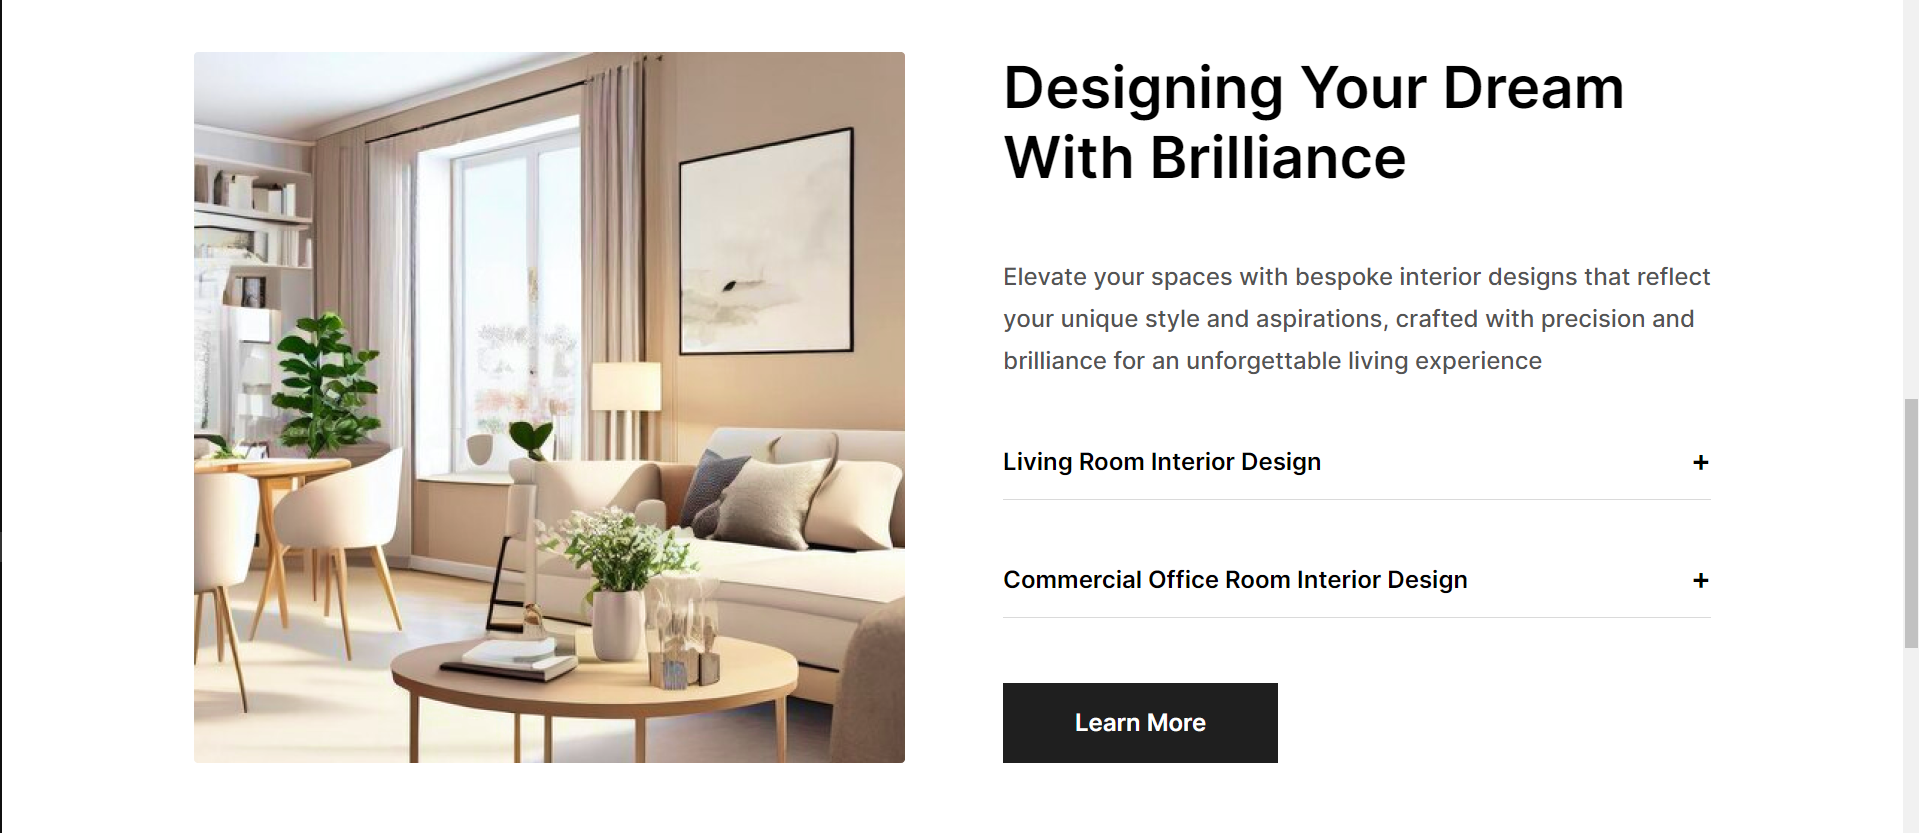 Designing Your Dream
With Brilliance
Elevate your spaces with bespoke interior designs that reflect
your unique style and aspirations, crafted with precision and
brilliance for an unforgettable living experience
Living Room Interior Design +
Commercial Office Room Interior Design +
Learn More